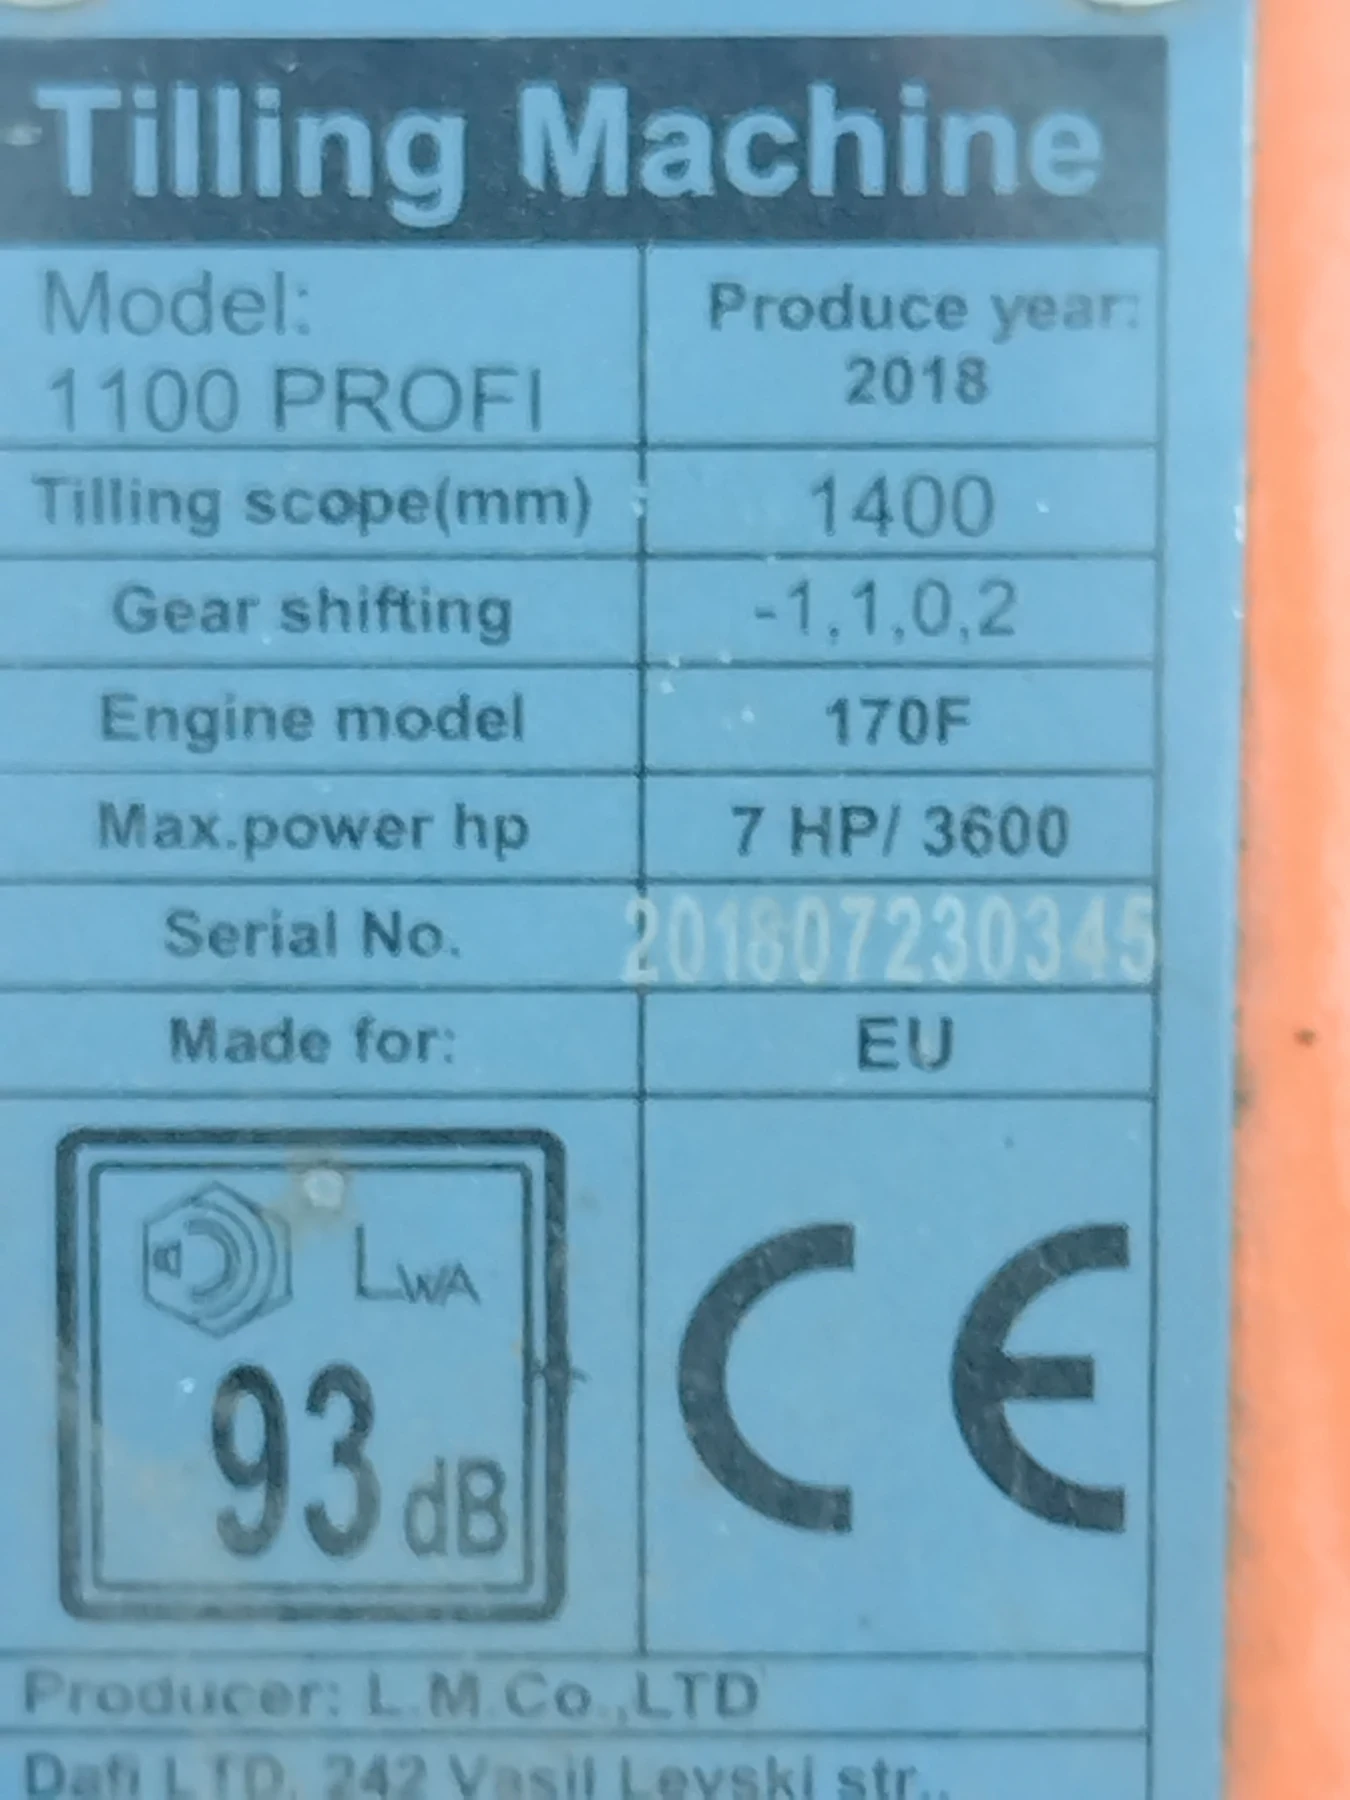 Tilling Machine
Model:
1100 PROFI
Produce year:
2018
Tilling scope(mm) 1400
Gear shifting -1,1,0,2
Engine model 170F
Max.power hp 7 HP/ 3600
Serial No. 201807230345
Made for: EU
LWA
93 dB
CE
Producer: L.M.Co.,LTD
Dafi LTD, 242 Vasil Levski str.,